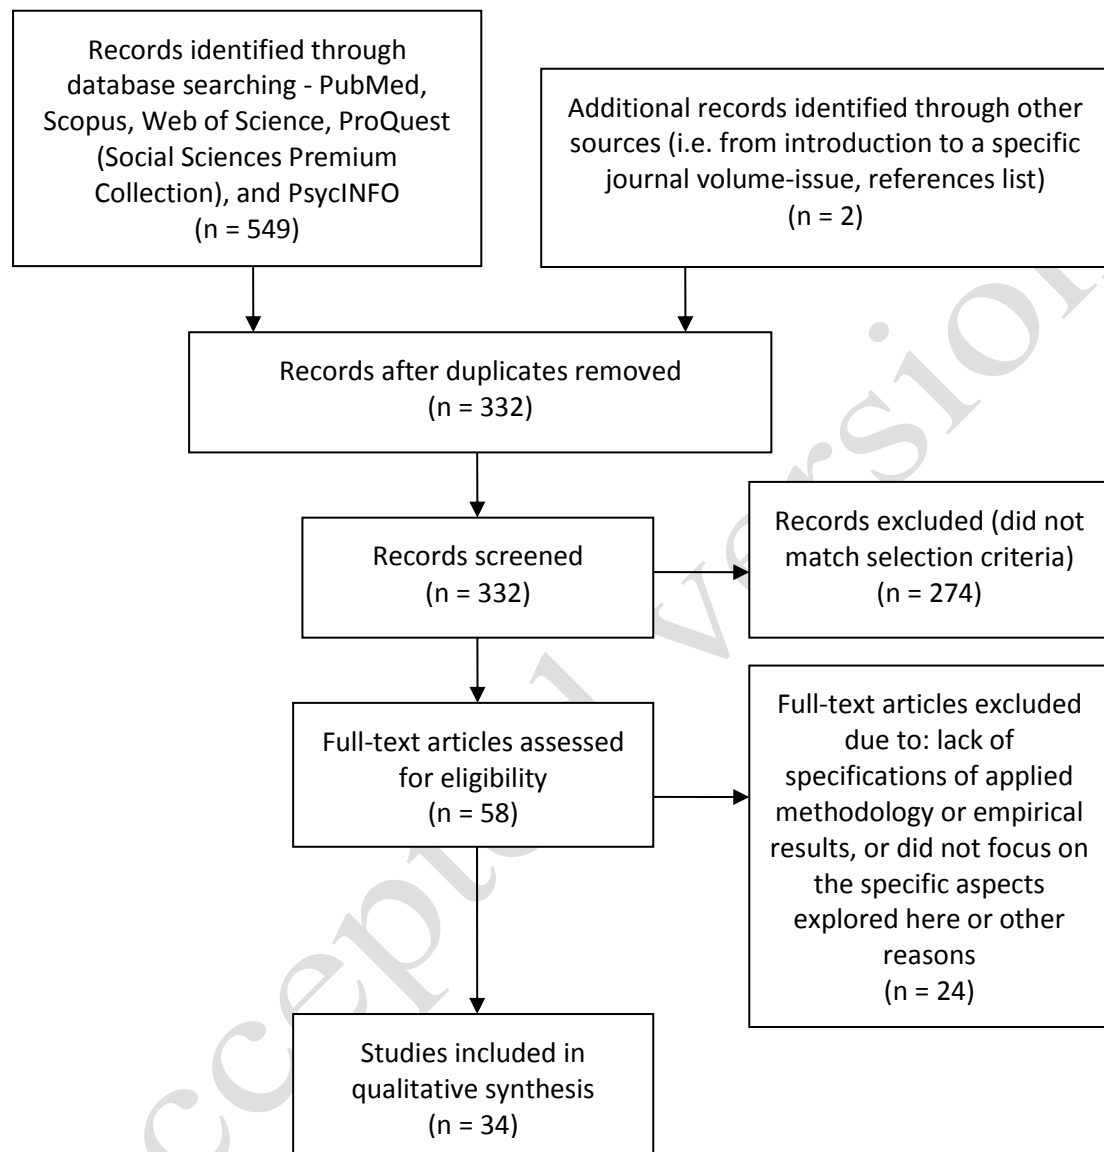 Records identified through
database searching - PubMed,
Scopus, Web of Science, ProQuest
(Social Sciences Premium
Collection), and PsycINFO
(n = 549)
Additional records identified through other
sources (i.e. from introduction to a specific
journal volume-issue, references list)
(n = 2)
Records after duplicates removed
(n = 332)
Records screened
(n = 332)
Records excluded (did not
match selection criteria)
(n = 274)
Full-text articles assessed
for eligibility
(n = 58)
Full-text articles excluded
due to: lack of
specifications of applied
methodology or empirical
results, or did not focus on
the specific aspects
explored here or other
reasons
(n = 24)
Studies included in
qualitative synthesis
(n = 34)
ccepted version